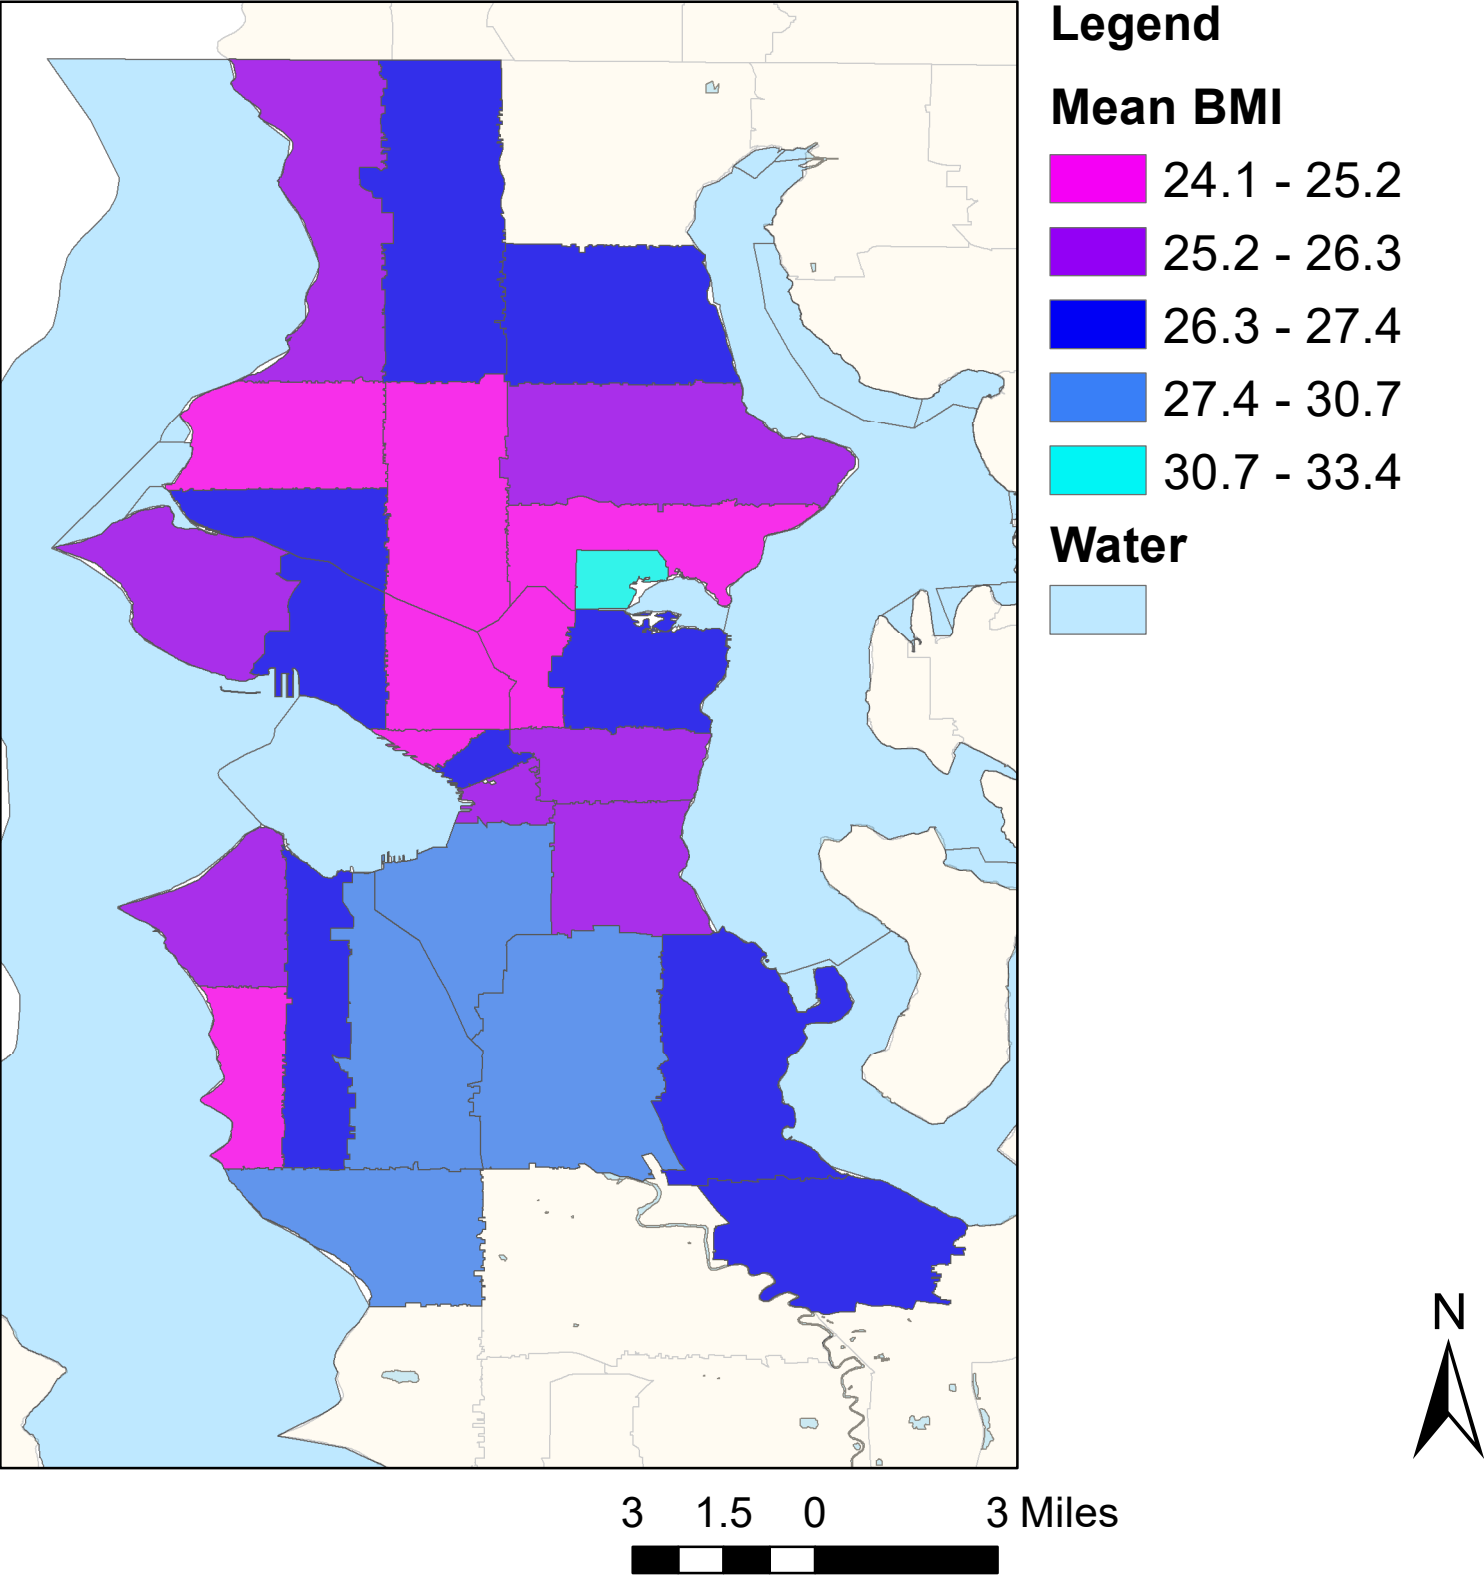 Legend
Mean BMI
24.1 - 25.2
25.2 - 26.3
26.3 - 27.4
27.4 - 30.7
30.7 - 33.4
Water
N
3 1.5 0 3 Miles